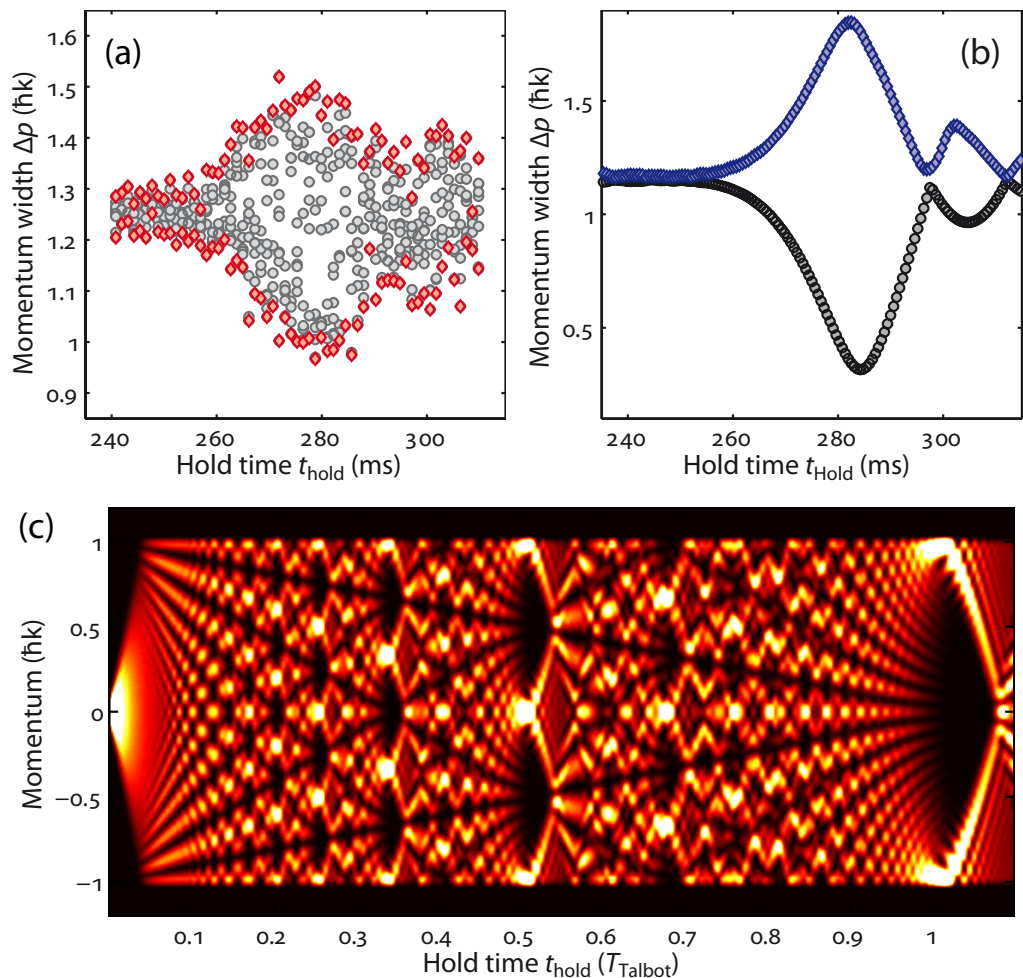 (a)
Momentum width Δp (ħk)
1.6
1.5
1.4
1.3
1.2
1.1
1
0.9
240 260 280 300
Hold time t_hold (ms)
(b)
Momentum width Δp (ħk)
1.5
1
0.5
240 260 280 300
Hold time t_Hold (ms)
(c)
Momentum (ħk)
1
0.5
0
−0.5
−1
0.1 0.2 0.3 0.4 0.5 0.6 0.7 0.8 0.9 1
Hold time t_hold (T_Talbot)